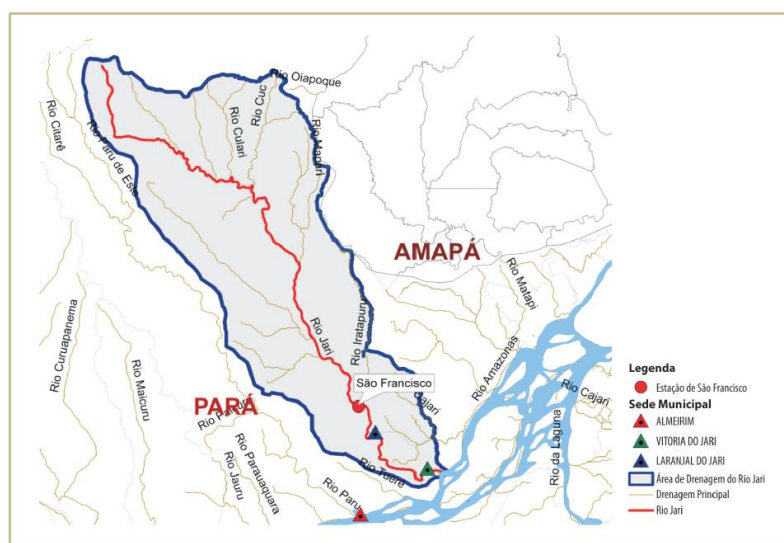 Rio Oiapoque
Rio Citarê
Rio Paru de Este
Rio Culari
Rio Cuc
Rio Mapari
AMAPÁ
Rio Matapi
Rio Curuapanema
Rio Maicuru
Rio Jari
Rio Iratapuru
São Francisco
Rio Amazonas
Rio Cajari
PARÁ
Rio Jauru
Rio Parauaquara
Rio Tuere
Rio Paru
Rio da Laguna
Legenda
Estação de São Francisco
Sede Municipal
ALMEIRIM
VITORIA DO JARI
LARANJAL DO JARI
Área de Drenagem do Rio Jari
Drenagem Principal
Rio Jari